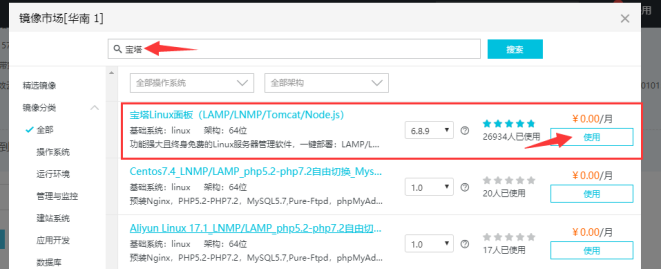 用
镜像市场[华南 1]
宝塔
搜索
精选镜像
全部操作系统
全部架构
镜像分类
全部
操作系统
运行环境
管理与监控
建站系统
应用开发
数据库
宝塔Linux面板（LAMP/LNMP/Tomcat/Node.js）
基础系统：linux 架构：64位
功能强大且终身免费的Linux服务器管理软件，一键部署：LAMP/L...
6.8.9
26934人已使用
¥0.00/月
使用
Centos7.4_LNMP/LAMP_php5.2-php7.2自由切换_Mys...
基础系统：linux 架构：64位
预装Nginx，PHP5.2-PHP7.2，MySQL5.7,Pure-Ftpd，phpMyAd...
1.0
20人已使用
¥0.00/月
使用
Aliyun Linux 17.1_LNMP/LAMP_php5.2-php7.2自由切...
基础系统：linux 架构：64位
预装Nginx，PHP5.2-PHP7.2，MySQL5.7,Pure-Ftpd，phpMyAd...
1.0
17人已使用
¥0.00/月
使用